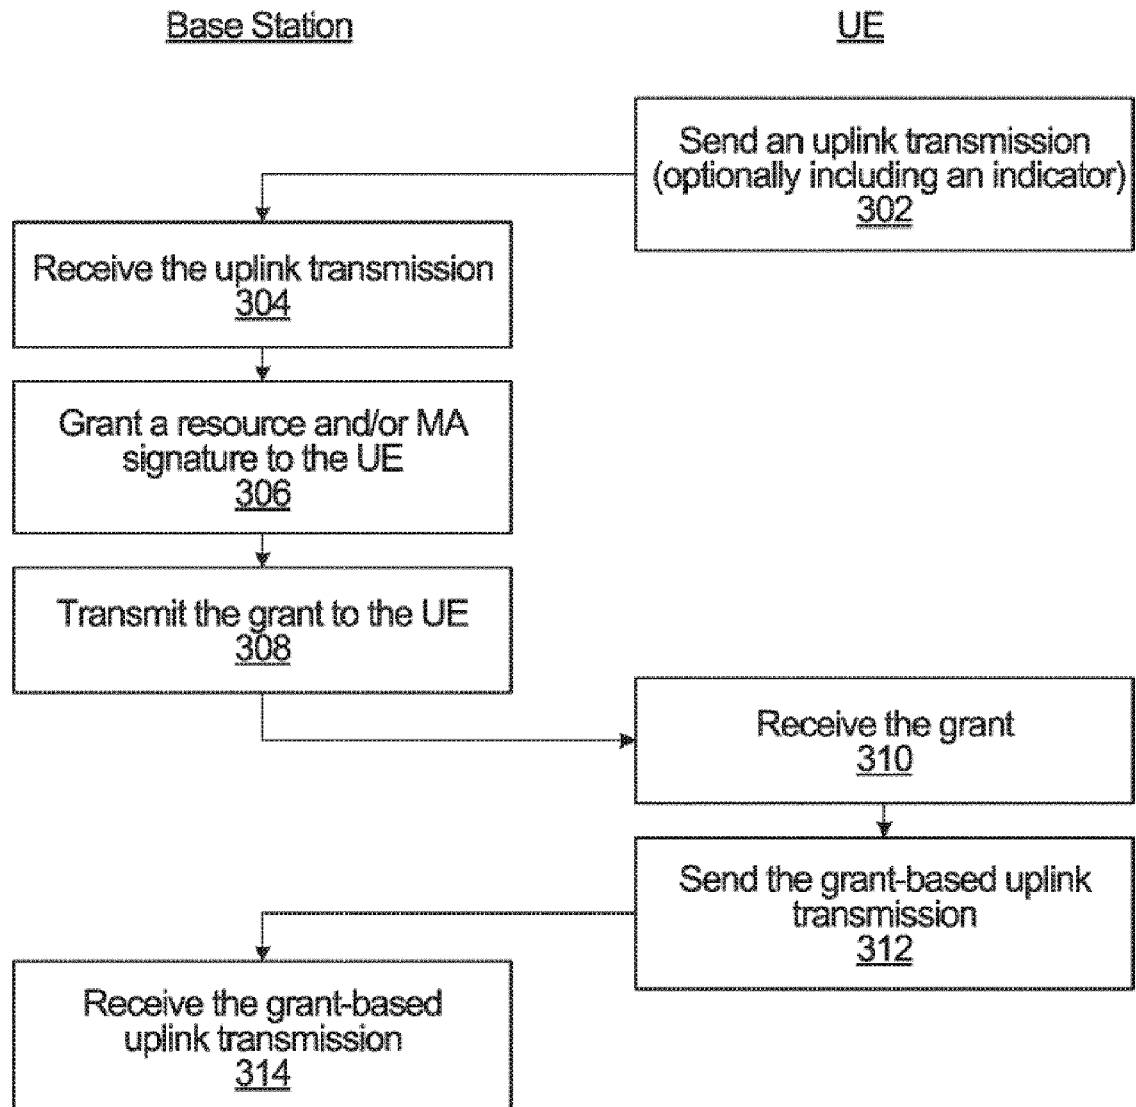 Base Station
UE
Send an uplink transmission
(optionally including an indicator)
302
Receive the uplink transmission
304
Grant a resource and/or MA
signature to the UE
306
Transmit the grant to the UE
308
Receive the grant
310
Send the grant-based uplink
transmission
312
Receive the grant-based
uplink transmission
314